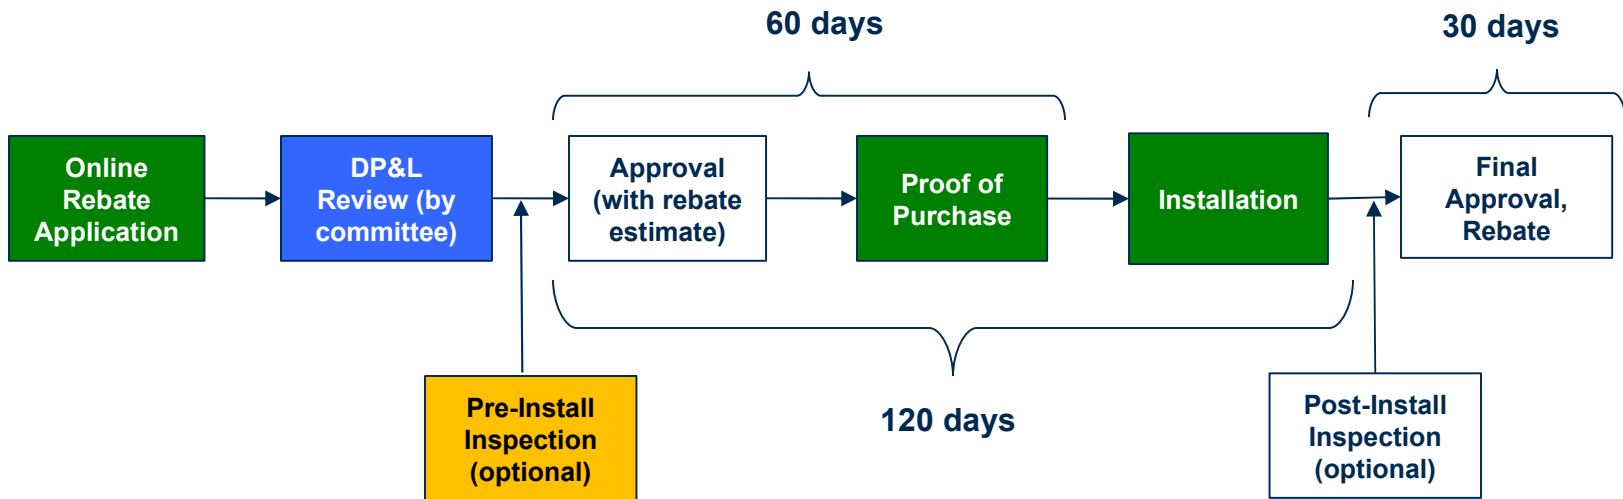 60 days
30 days
Online
Rebate
Application
DP&L
Review (by
committee)
Approval
(with rebate
estimate)
Proof of
Purchase
Installation
Final
Approval,
Rebate
Pre-Install
Inspection
(optional)
120 days
Post-Install
Inspection
(optional)